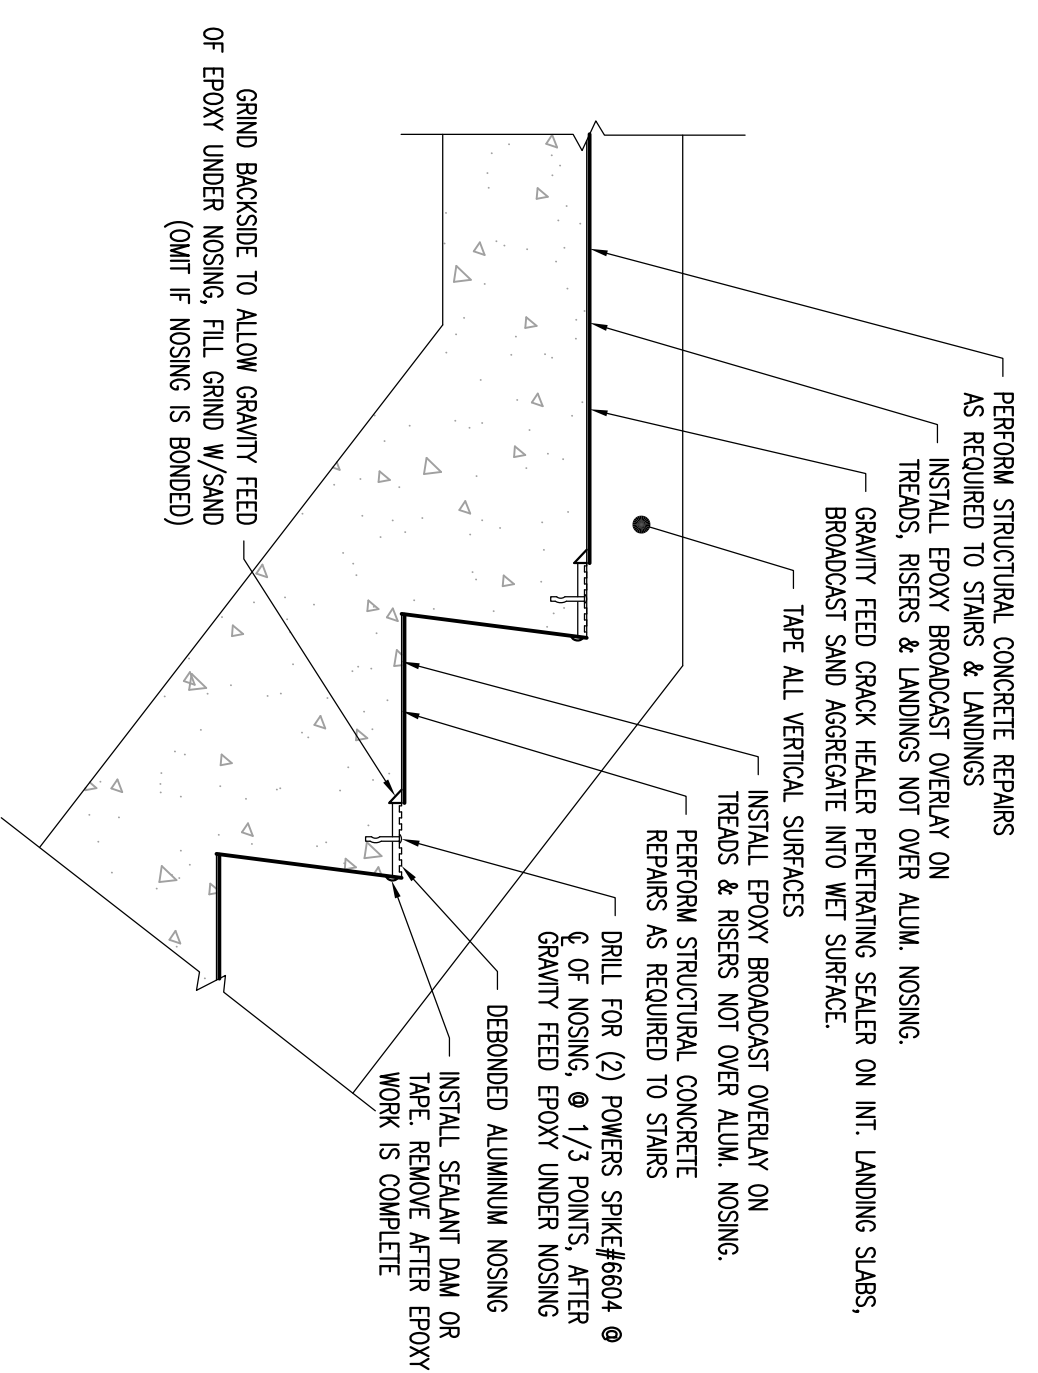 PERFORM STRUCTURAL CONCRETE REPAIRS
AS REQUIRED TO STAIRS & LANDINGS
INSTALL EPOXY BROADCAST OVERLAY ON
TREADS, RISERS & LANDINGS NOT OVER ALUM. NOSING.
GRAVITY FEED CRACK HEALER PENETRATING SEALER ON INT. LANDING SLABS,
BROADCAST SAND AGGREGATE INTO WET SURFACE.
TAPE ALL VERTICAL SURFACES
INSTALL EPOXY BROADCAST OVERLAY ON
TREADS & RISERS NOT OVER ALUM. NOSING.
PERFORM STRUCTURAL CONCRETE
REPAIRS AS REQUIRED TO STAIRS
DRILL FOR (2) POWERS SPIKE#6604 @
℄ OF NOSING, @ 1/3 POINTS, AFTER
GRAVITY FEED EPOXY UNDER NOSING
DEBONDED ALUMINUM NOSING
INSTALL SEALANT DAM OR
TAPE. REMOVE AFTER EPOXY
WORK IS COMPLETE
GRIND BACKSIDE TO ALLOW GRAVITY FEED
OF EPOXY UNDER NOSING, FILL GRIND W/SAND
(OMIT IF NOSING IS BONDED)